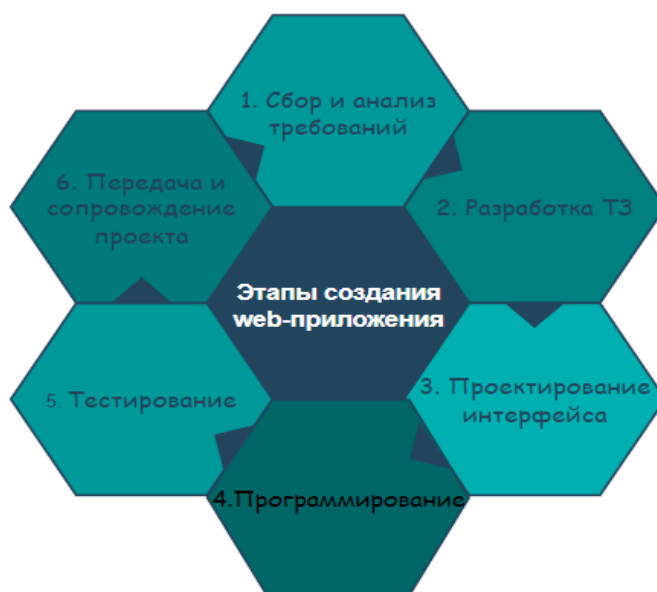 1. Сбор и анализ
требований
2. Разработка ТЗ
3. Проектирование
интерфейса
4.Программирование
5. Тестирование
6. Передача и
сопровождение
проекта
Этапы создания
web-приложения